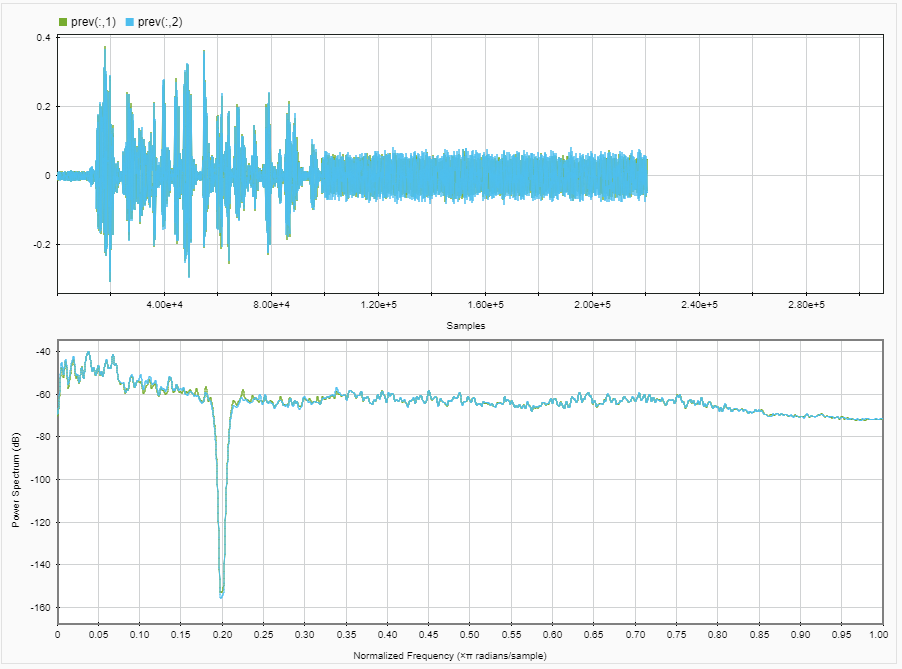 prev(:,1) prev(:,2)
0.4
0.2
0
-0.2
4.00e+4 8.00e+4 1.20e+5 1.60e+5 2.00e+5 2.40e+5 2.80e+5
Samples
-40
-60
-80
-100
-120
-140
-160
Power Spectrum (dB)
0 0.05 0.10 0.15 0.20 0.25 0.30 0.35 0.40 0.45 0.50 0.55 0.60 0.65 0.70 0.75 0.80 0.85 0.90 0.95 1.00
Normalized Frequency (×π radians/sample)